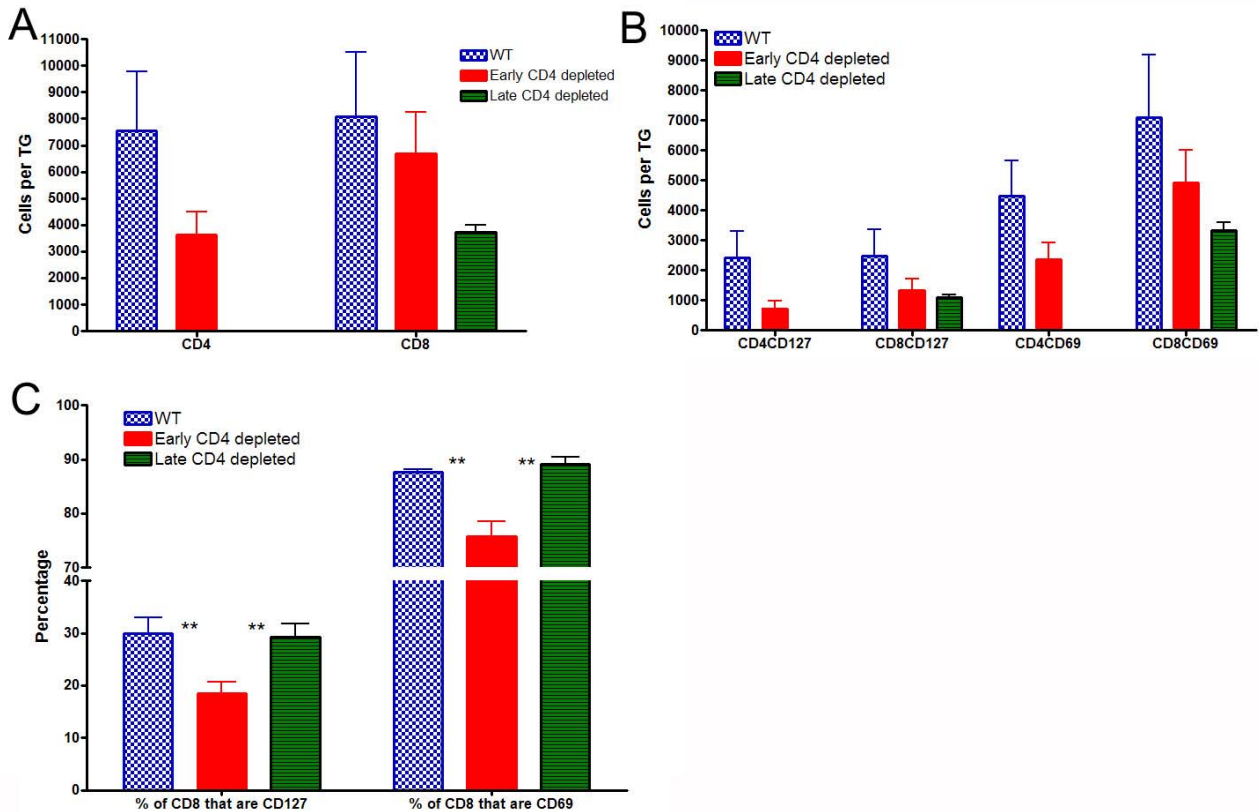 A
11000
10000
9000
8000
7000
6000
5000
4000
3000
2000
1000
0
Cells per TG
WT
Early CD4 depleted
Late CD4 depleted
CD4
CD8
B
10000
9000
8000
7000
6000
5000
4000
3000
2000
1000
0
Cells per TG
WT
Early CD4 depleted
Late CD4 depleted
CD4CD127
CD8CD127
CD4CD69
CD8CD69
C
100
90
80
70
40
30
20
10
0
Percentage
WT
Early CD4 depleted
Late CD4 depleted
** **
** **
% of CD8 that are CD127
% of CD8 that are CD69